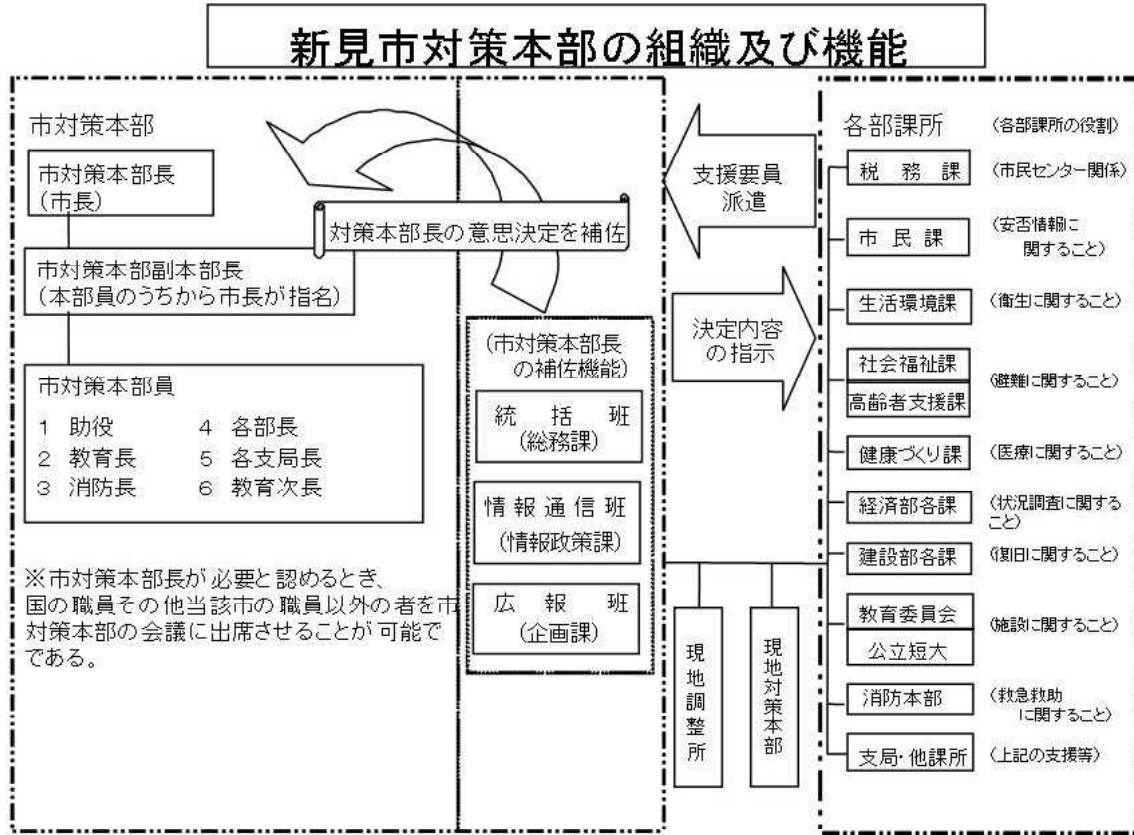 新見市対策本部の組織及び機能
市対策本部
市対策本部長
(市長)
市対策本部副本部長
(本部員のうちから市長が指名)
市対策本部員
1 助役 4 各部長
2 教育長 5 各支局長
3 消防長 6 教育次長
※市対策本部長が必要と認めるとき、
国の職員その他当該市の職員以外の者を市
対策本部の会議に出席させることが可能で
である。
対策本部長の意思決定を補佐
(市対策本部長
の補佐機能)
統括班
(総務課)
情報通信班
(情報政策課)
広報班
(企画課)
支援要員
派遣
決定内容
の指示
現地調整所
現地対策本部
各部課所 (各部課所の役割)
税務課 (市民センター関係)
市民課 (安否情報に
関すること)
生活環境課 (衛生に関すること)
社会福祉課
高齢者支援課 (避難に関すること)
健康づくり課 (医療に関すること)
経済部各課 (状況調査に関する
こと)
建設部各課 (復旧に関すること)
教育委員会
公立短大 (施設に関すること)
消防本部 (救急救助
に関すること)
支局・他課所 (上記の支援等)